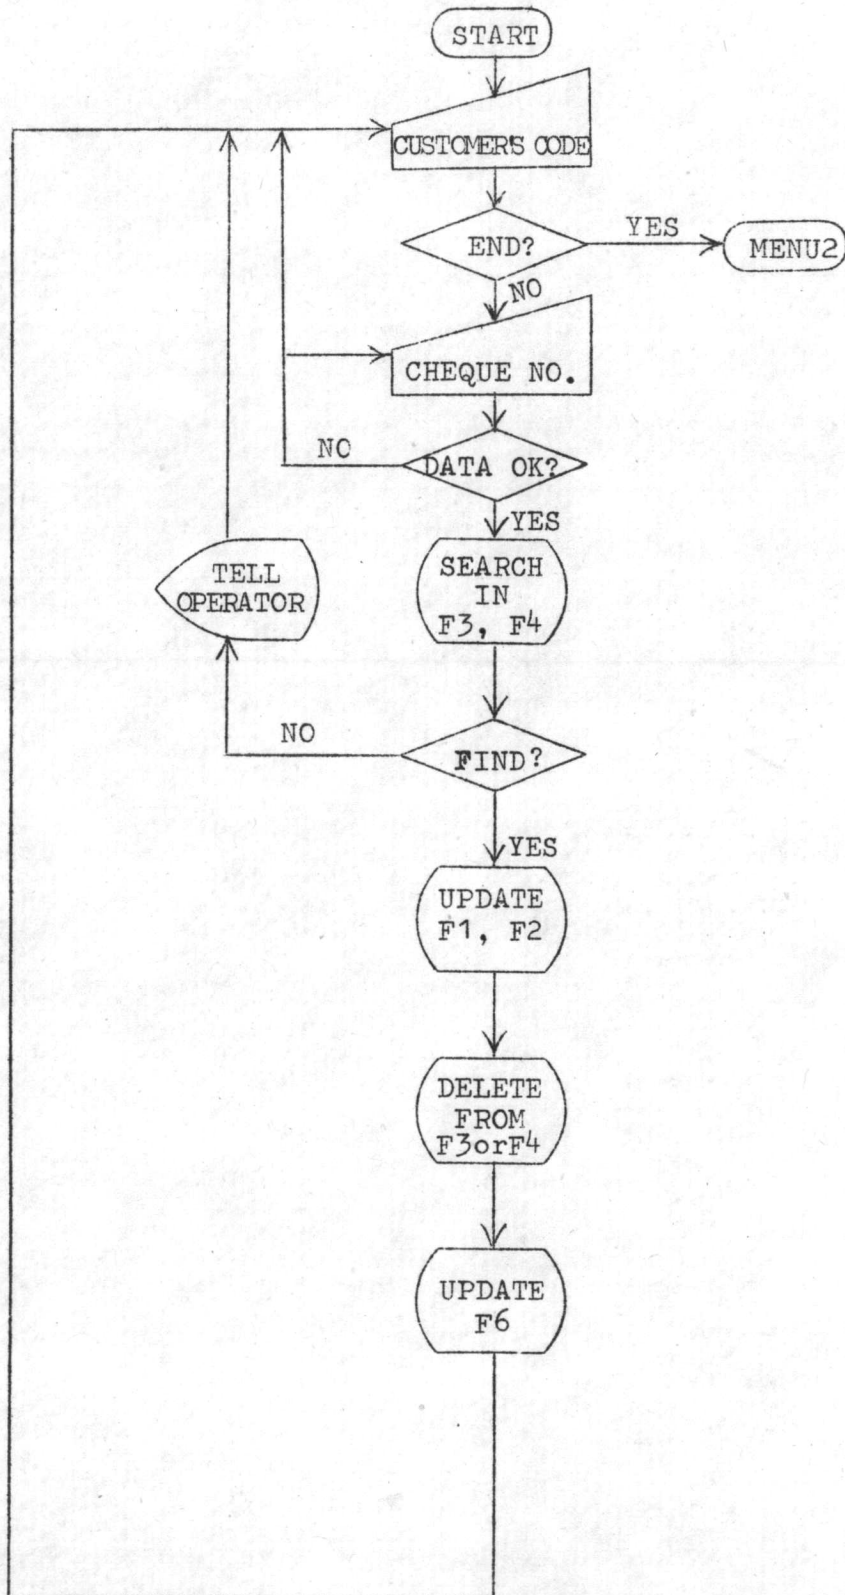 START
CUSTOMER'S CODE
END?
YES
MENU2
NO
CHEQUE NO.
NO
DATA OK?
YES
TELL
OPERATOR
SEARCH
IN
F3, F4
NO
FIND?
YES
UPDATE
F1, F2
DELETE
FROM
F3orF4
UPDATE
F6